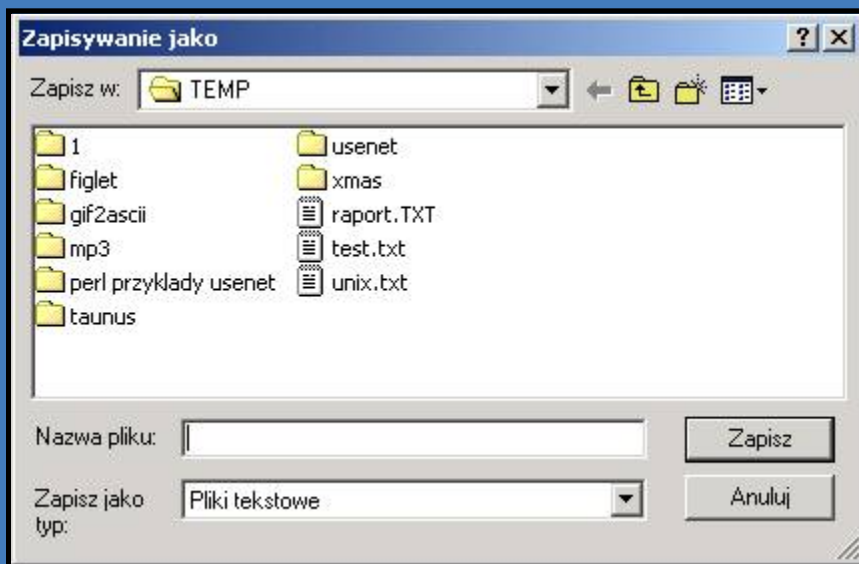 Zapisywanie jako
Zapisz w: TEMP
1
figlet
gif2ascii
mp3
perl przyklady usenet
taunus
usenet
xmas
raport.TXT
test.txt
unix.txt
Nazwa pliku:
Zapisz
Zapisz jako typ:
Pliki tekstowe
Anuluj